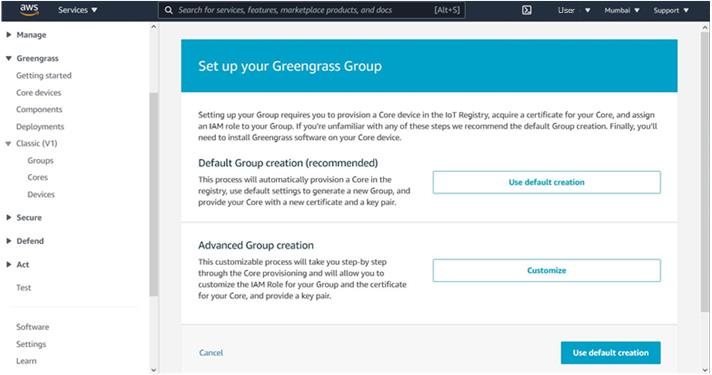 aws
Services ▼
Search for services, features, marketplace products, and docs
[Alt+S]
User ▼
Mumbai ▼
Support ▼
Manage
Greengrass
Getting started
Core devices
Components
Deployments
Classic (V1)
Groups
Cores
Devices
Secure
Defend
Act
Test
Software
Settings
Learn
Set up your Greengrass Group
Setting up your Group requires you to provision a Core device in the IoT Registry, acquire a certificate for your Core, and assign
an IAM role to your Group. If you're unfamiliar with any of these steps we recommend the default Group creation. Finally, you'll
need to install Greengrass software on your Core device.
Default Group creation (recommended)
This process will automatically provision a Core in the
registry, use default settings to generate a new Group, and
provide your Core with a new certificate and a key pair.
Use default creation
Advanced Group creation
This customizable process will take you step-by step
through the Core provisioning and will allow you to
customize the IAM Role for your Group and the certificate
for your Core, and provide a key pair.
Customize
Cancel
Use default creation